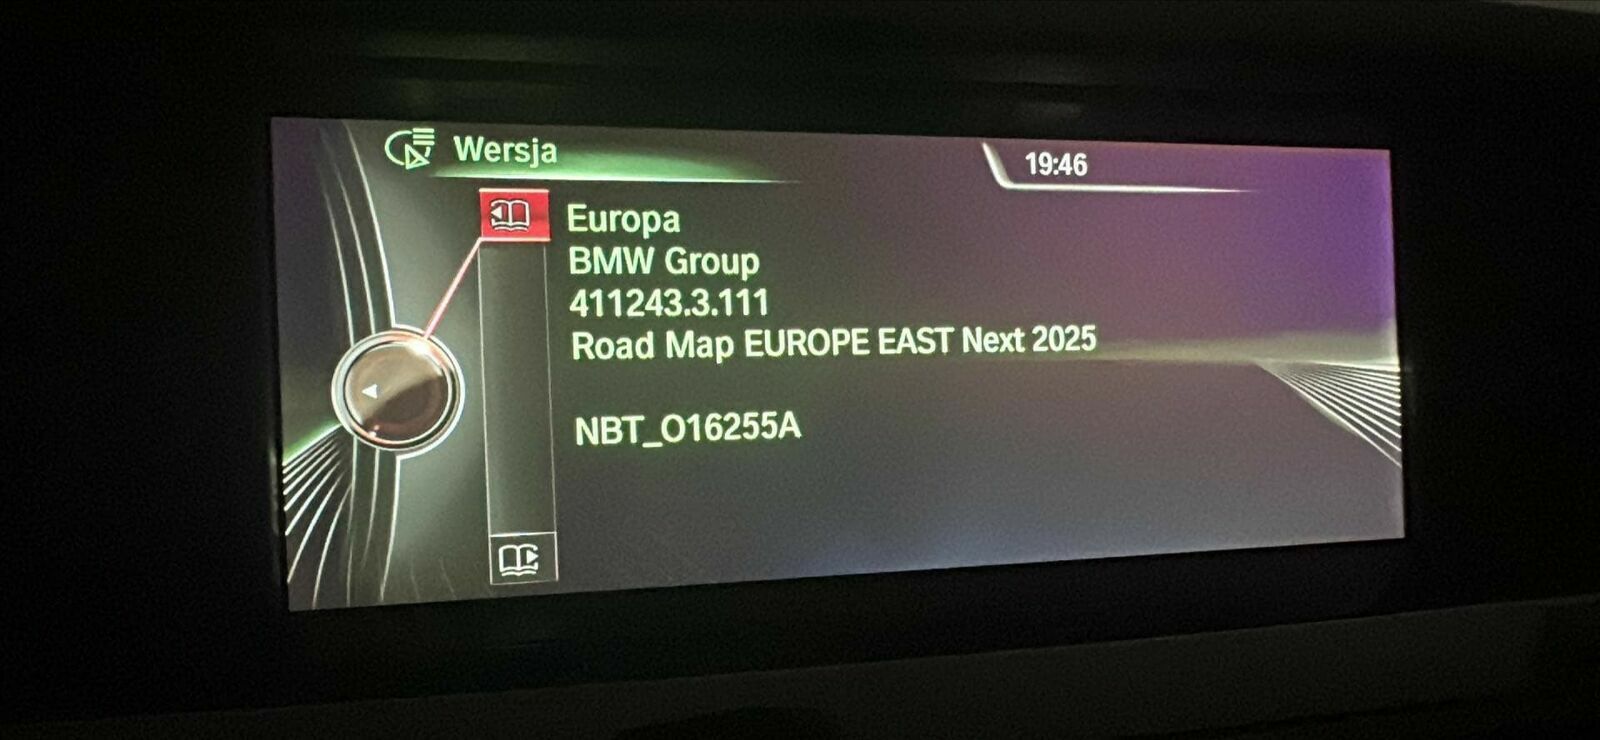 Wersja
19:46
Europa
BMW Group
411243.3.111
Road Map EUROPE EAST Next 2025
NBT_O16255A